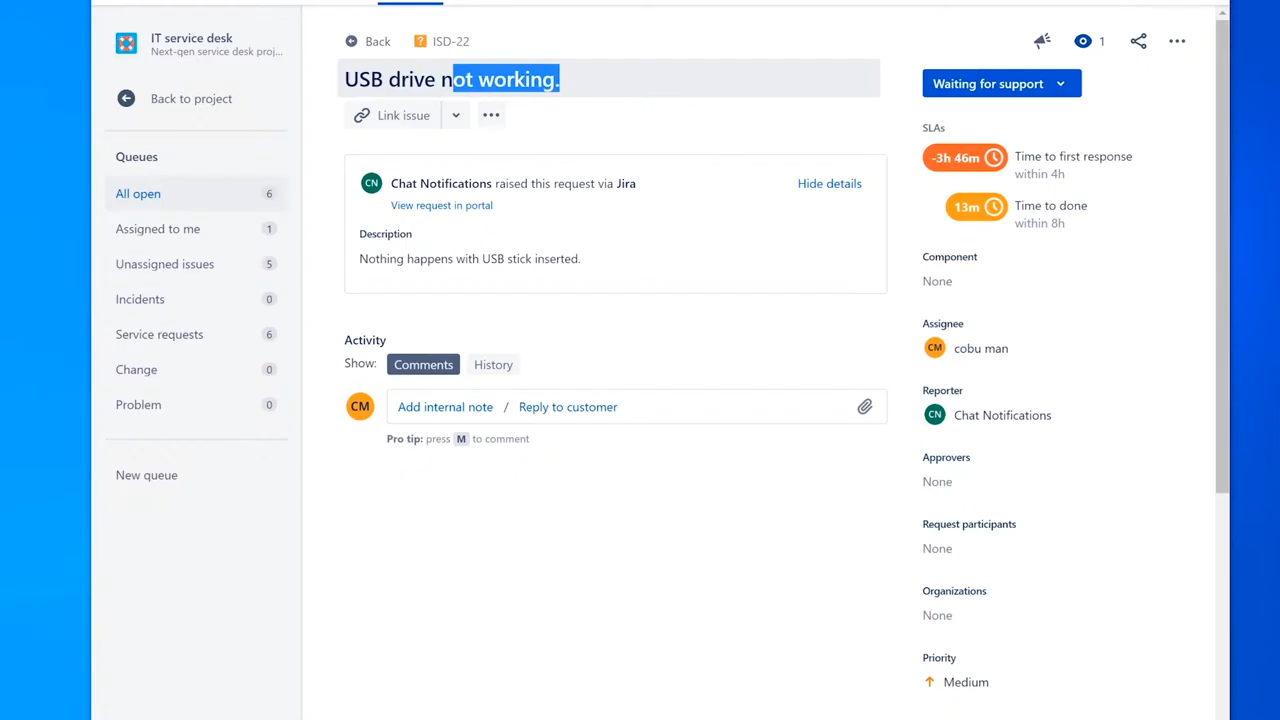 IT service desk
Next-gen service desk proj...
Back to project
Queues
All open 6
Assigned to me 1
Unassigned issues 5
Incidents 0
Service requests 6
Change 0
Problem 0
New queue
Back
ISD-22
1
USB drive not working.
Link issue
CN
Chat Notifications raised this request via Jira
Hide details
View request in portal
Description
Nothing happens with USB stick inserted.
Activity
Show: Comments History
CM
Add internal note / Reply to customer
Pro tip: press M to comment
Waiting for support
SLAs
-3h 46m Time to first response
within 4h
13m Time to done
within 8h
Component
None
Assignee
CM cobu man
Reporter
CN Chat Notifications
Approvers
None
Request participants
None
Organizations
None
Priority
Medium